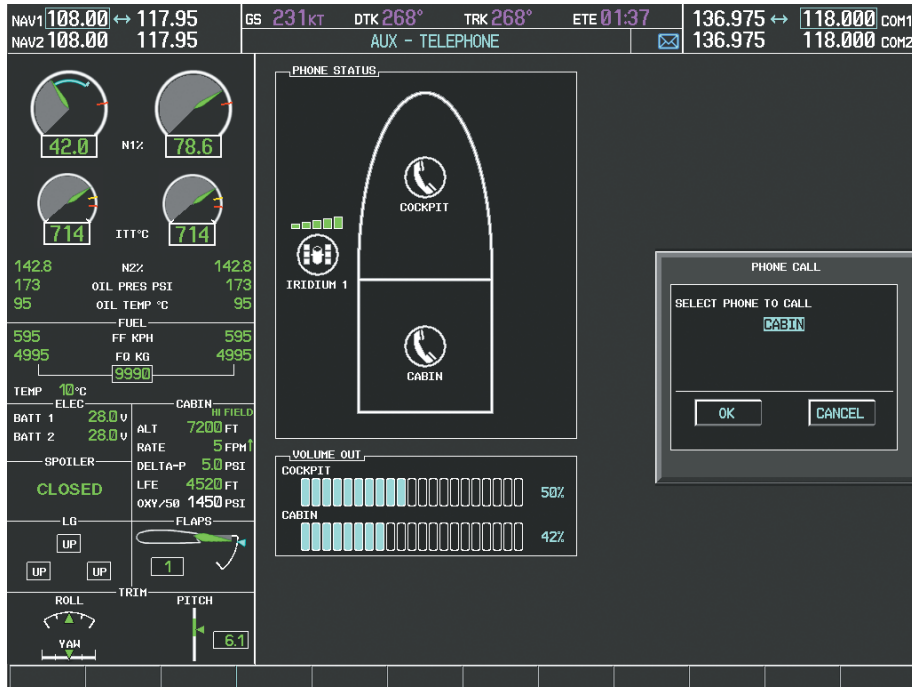 NAV1 108.00 ↔ 117.95 GS 231KT DTK 268° TRK 268° ETE 01:37 136.975 ↔ 118.000 COM1
NAV2 108.00 117.95 AUX - TELEPHONE 136.975 118.000 COM2
42.0 N1% 78.6
714 ITT°C 714
142.8 N2% 142.8
173 OIL PRES PSI 173
95 OIL TEMP °C 95
FUEL
595 FF KPH 595
4995 FQ KG 4995
9990
TEMP 10°C
ELEC
BATT 1 28.0 V
BATT 2 28.0 V
CABIN
HI FIELD
ALT 7200 FT
RATE 5 FPM↑
DELTA-P 5.0 PSI
LFE 4520 FT
OXY/50 1450 PSI
SPOILER
CLOSED
LG
UP
UP UP
FLAPS
1
TRIM
ROLL PITCH
YAW
6.1
PHONE STATUS
COCKPIT
IRIDIUM 1
CABIN
VOLUME OUT
COCKPIT
50%
CABIN
42%
PHONE CALL
SELECT PHONE TO CALL
CABIN
OK CANCEL